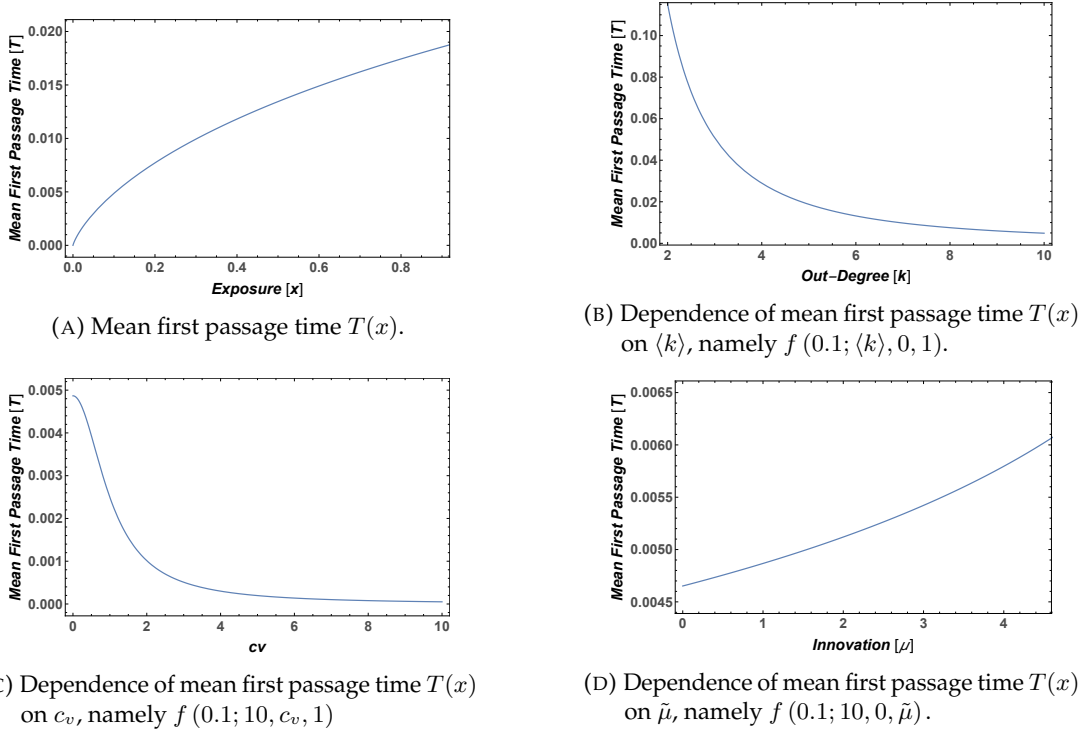 0.020
0.015
0.010
0.005
0.000
Mean First Passage Time [T]
0.0 0.2 0.4 0.6 0.8
Exposure [x]
(A) Mean first passage time T(x).
0.10
0.08
0.06
0.04
0.02
0.00
Mean First Passage Time [T]
2 4 6 8 10
Out-Degree [k]
(B) Dependence of mean first passage time T(x)
on ⟨k⟩, namely f (0.1; ⟨k⟩, 0, 1).
0.005
0.004
0.003
0.002
0.001
0.000
Mean First Passage Time [T]
0 2 4 6 8 10
cv
C) Dependence of mean first passage time T(x)
on cᵥ, namely f (0.1; 10, cᵥ, 1)
0.0065
0.0060
0.0055
0.0050
0.0045
Mean First Passage Time [T]
0 1 2 3 4
Innovation [μ]
(D) Dependence of mean first passage time T(x)
on μ̃, namely f (0.1; 10, 0, μ̃) .